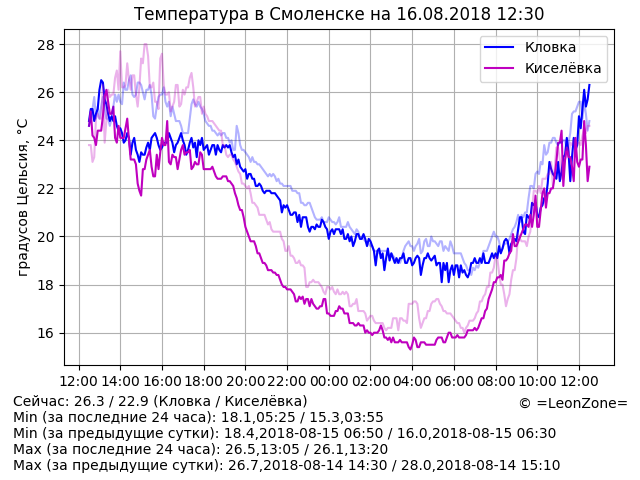 Температура в Смоленске на 16.08.2018 12:30
Кловка
Киселёвка
градусов Цельсия, °C
28
26
24
22
20
18
16
12:00 14:00 16:00 18:00 20:00 22:00 00:00 02:00 04:00 06:00 08:00 10:00 12:00
Сейчас: 26.3 / 22.9 (Кловка / Киселёвка)
© =LeonZone=
Min (за последние 24 часа): 18.1,05:25 / 15.3,03:55
Min (за предыдущие сутки): 18.4,2018-08-15 06:50 / 16.0,2018-08-15 06:30
Max (за последние 24 часа): 26.5,13:05 / 26.1,13:20
Max (за предыдущие сутки): 26.7,2018-08-14 14:30 / 28.0,2018-08-14 15:10